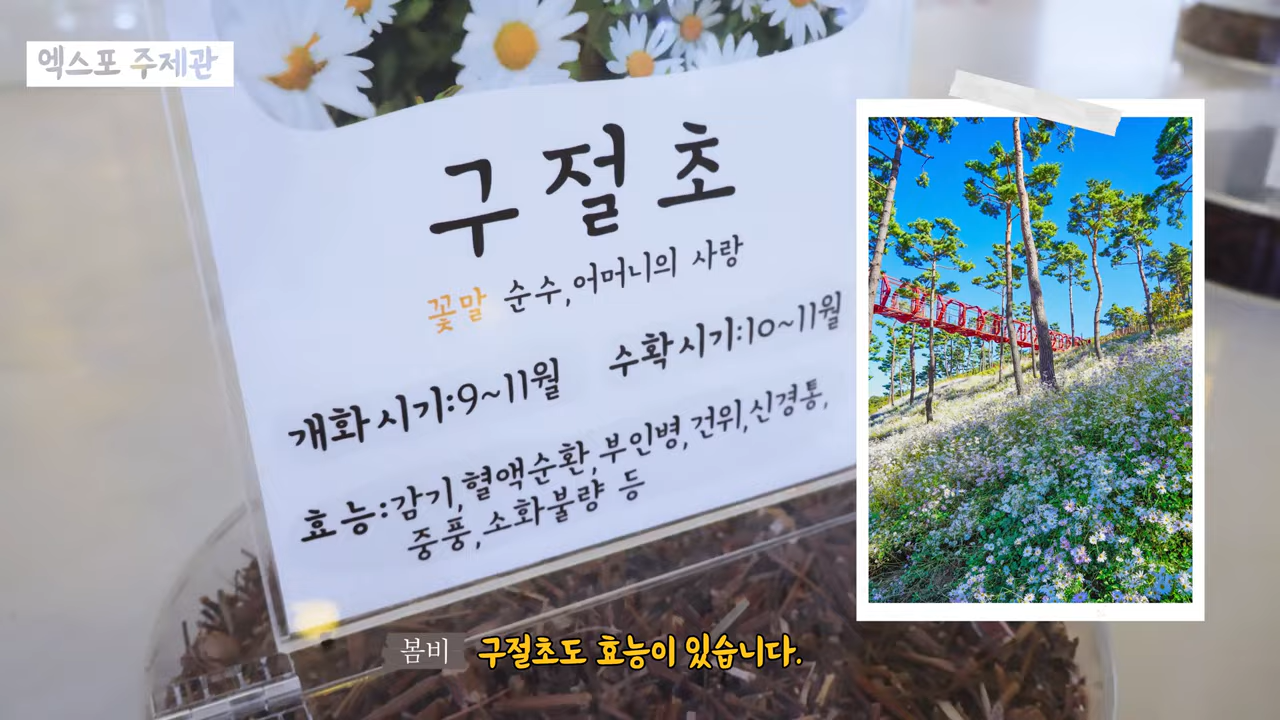 엑스포 주제관
구절초
꽃말 순수,어머니의 사랑
개화시기:9~11월 수확시기:10~11월
효능:감기,혈액순환,부인병,건위,신경통,
중풍,소화불량 등
봄비 구절초도 효능이 있습니다.